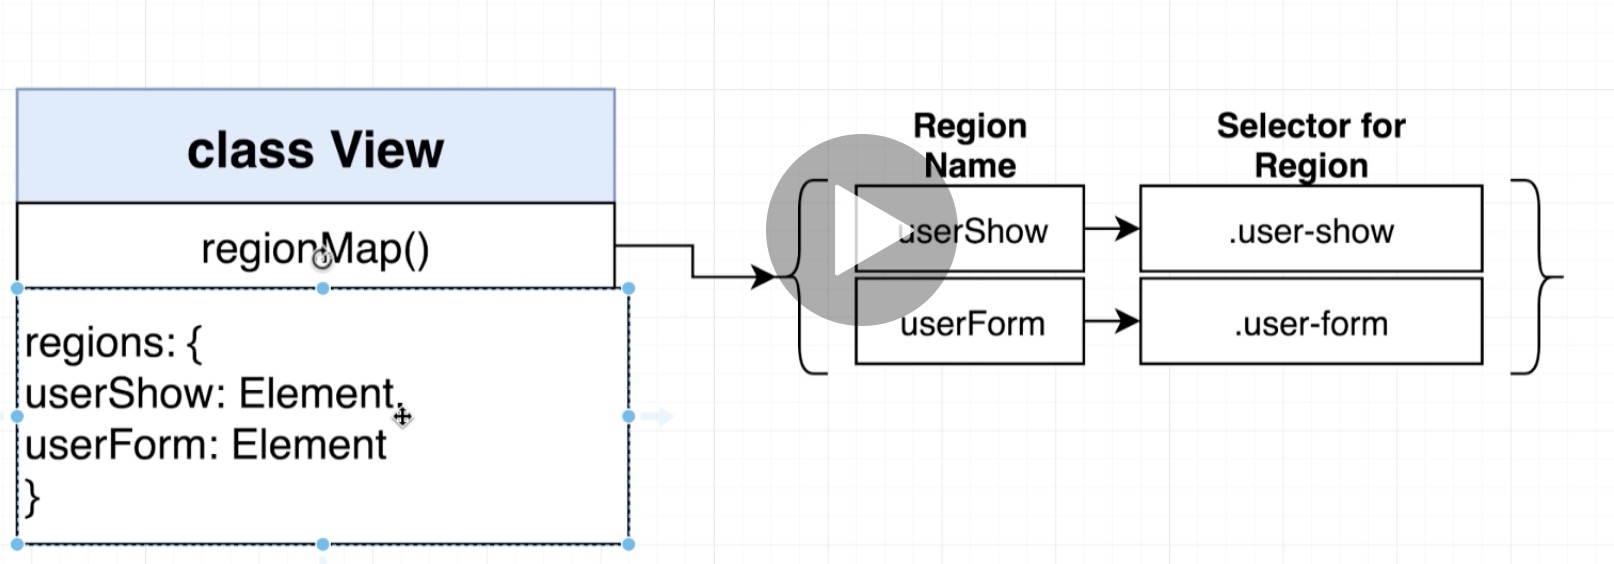 class View
regionMap()
regions: {
userShow: Element,
userForm: Element
}
Region
Name
Selector for
Region
userShow
.user-show
userForm
.user-form